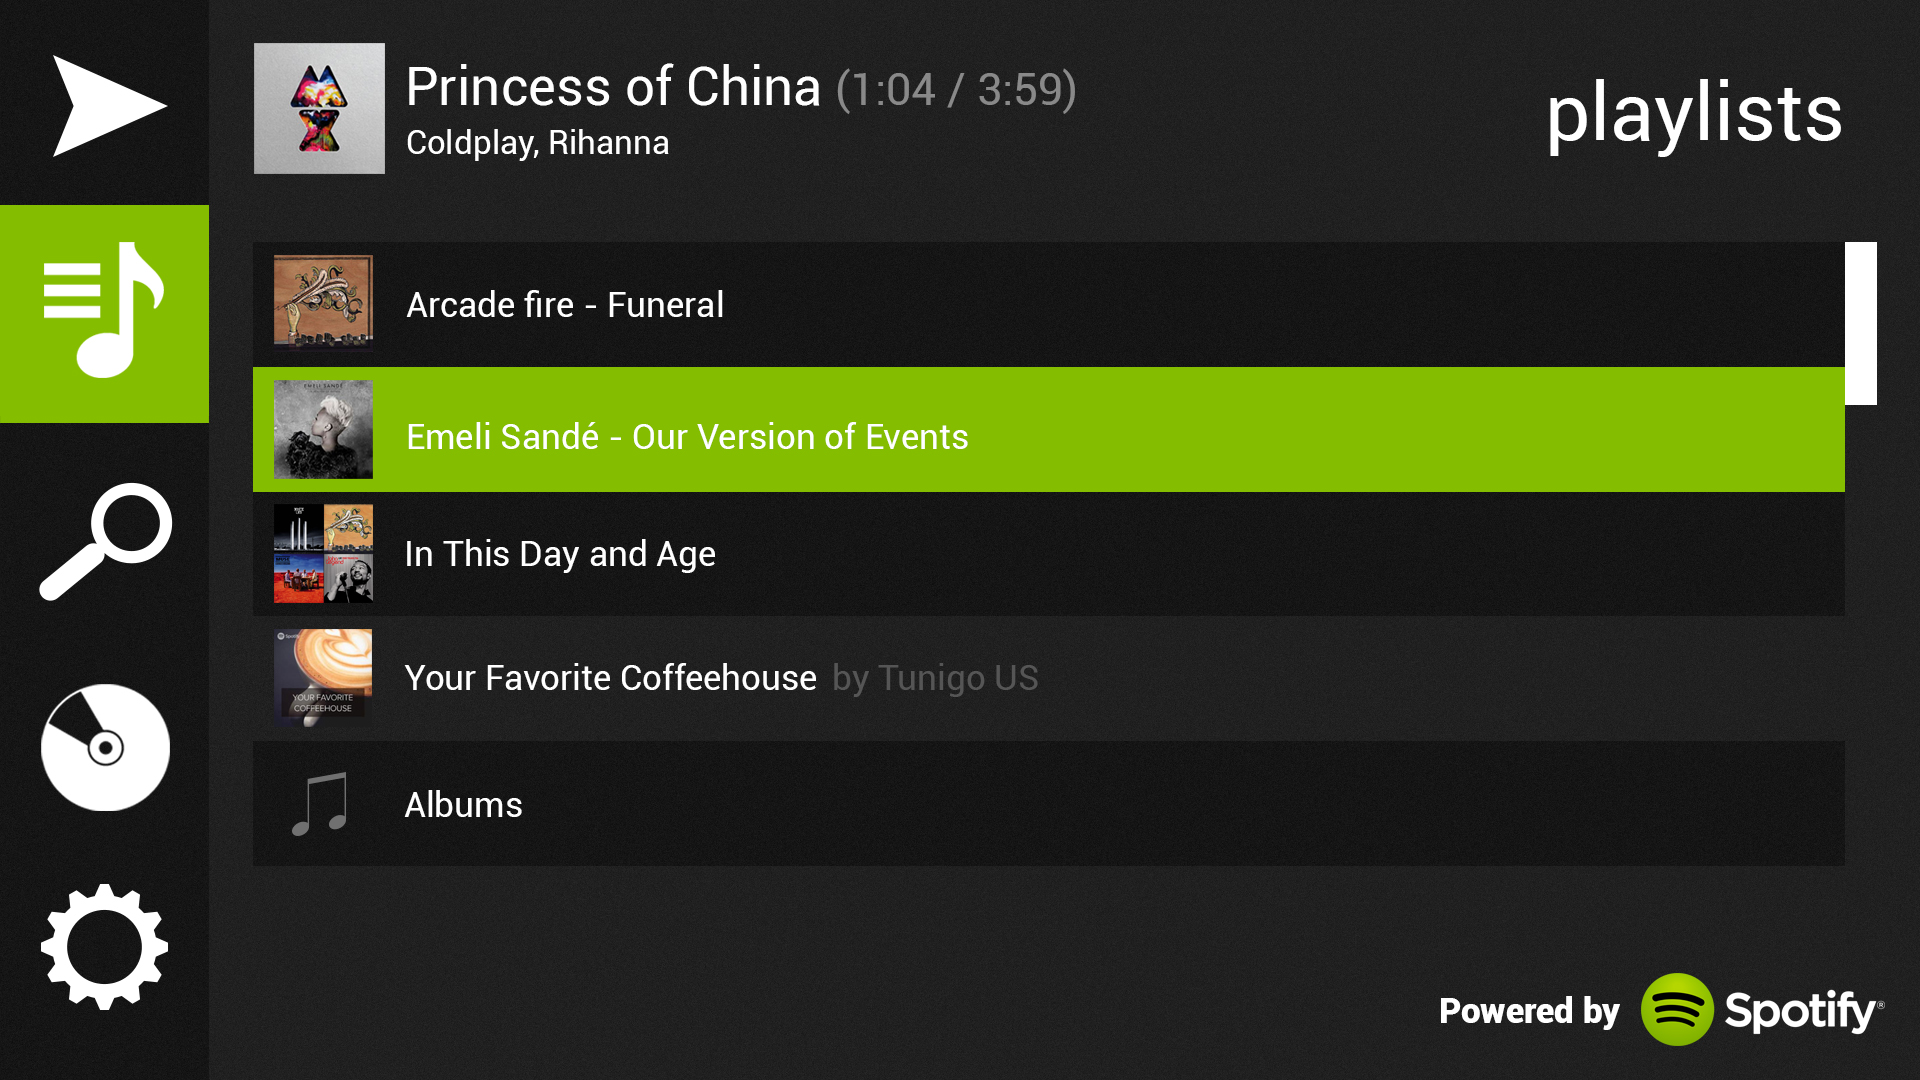 Princess of China (1:04 / 3:59)
Coldplay, Rihanna
playlists
Arcade fire - Funeral
EMELI SANDÉ
Emeli Sandé - Our Version of Events
In This Day and Age
YOUR FAVORITE
COFFEEHOUSE
Your Favorite Coffeehouse by Tunigo US
Albums
Powered by Spotify®